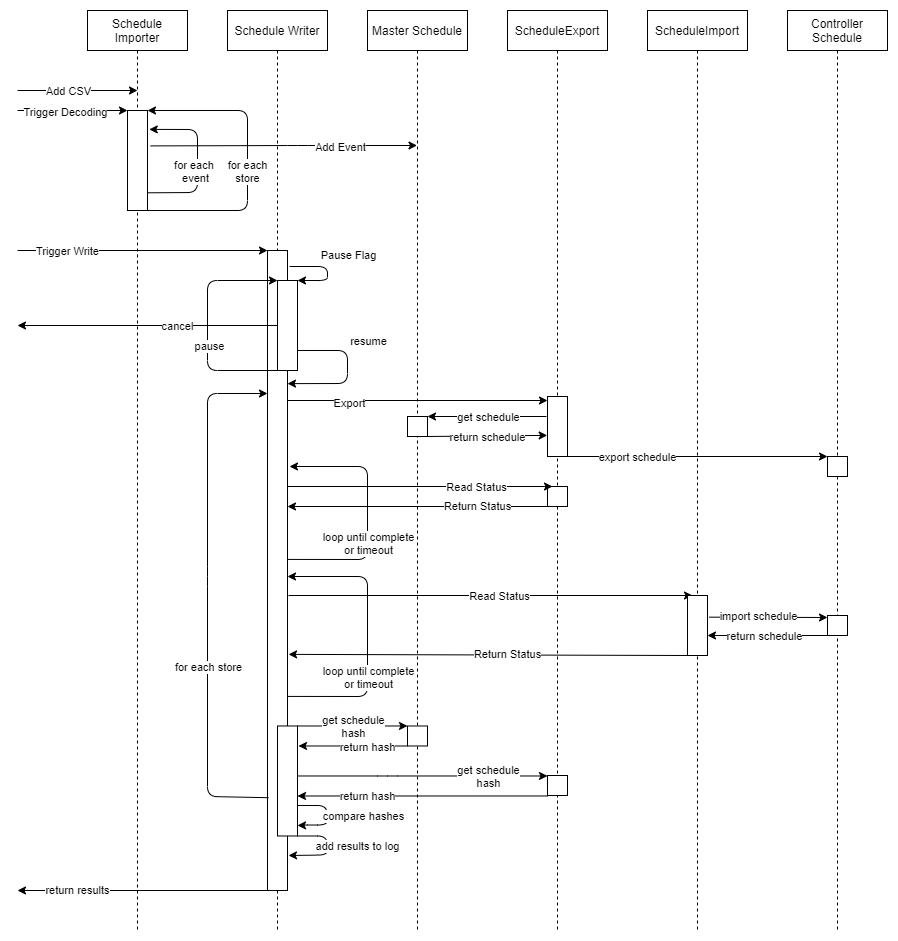 Schedule
Importer
Schedule Writer
Master Schedule
ScheduleExport
ScheduleImport
Controller
Schedule
Add CSV
Trigger Decoding
Add Event
for each
event
for each
store
Trigger Write
Pause Flag
cancel
pause
resume
Export
get schedule
return schedule
export schedule
Read Status
Return Status
loop until complete
or timeout
Read Status
import schedule
return schedule
Return Status
for each store
loop until complete
or timeout
get schedule
hash
return hash
get schedule
hash
return hash
compare hashes
add results to log
return results